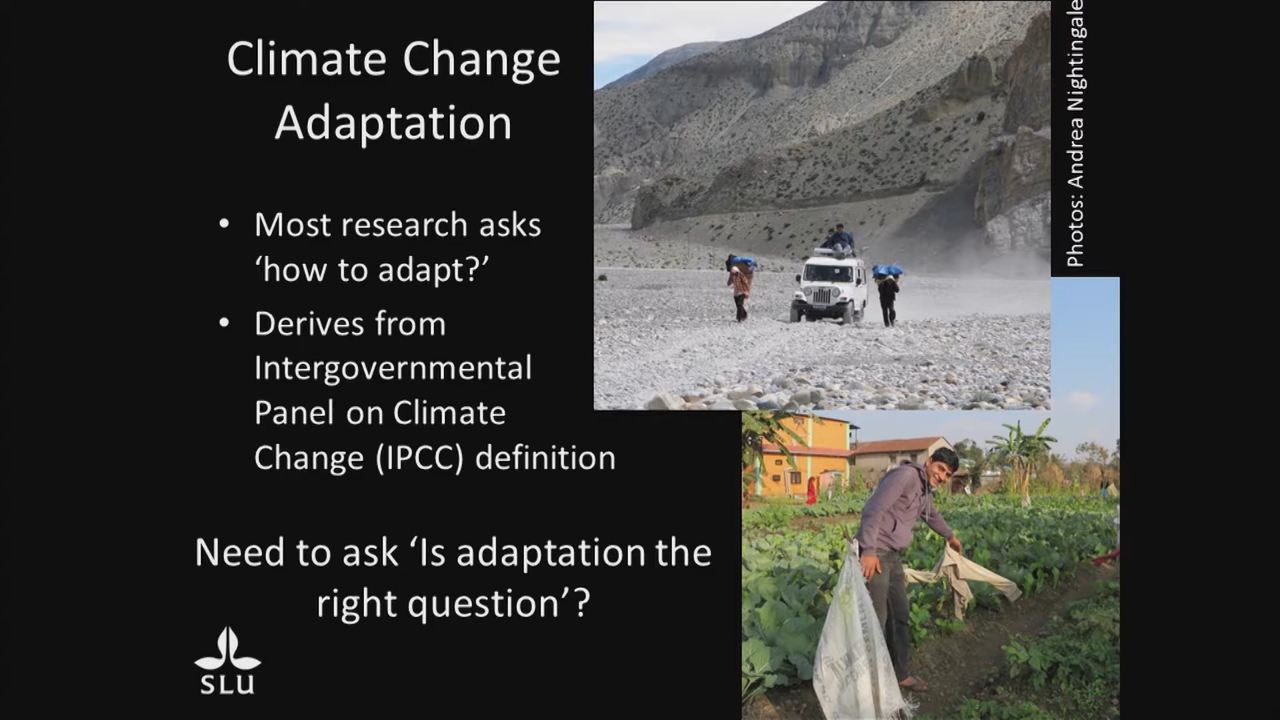 Climate Change
Adaptation
• Most research asks
‘how to adapt?’
• Derives from
Intergovernmental
Panel on Climate
Change (IPCC) definition
Need to ask ‘Is adaptation the
right question’?
SLU
Photos: Andrea Nightingale